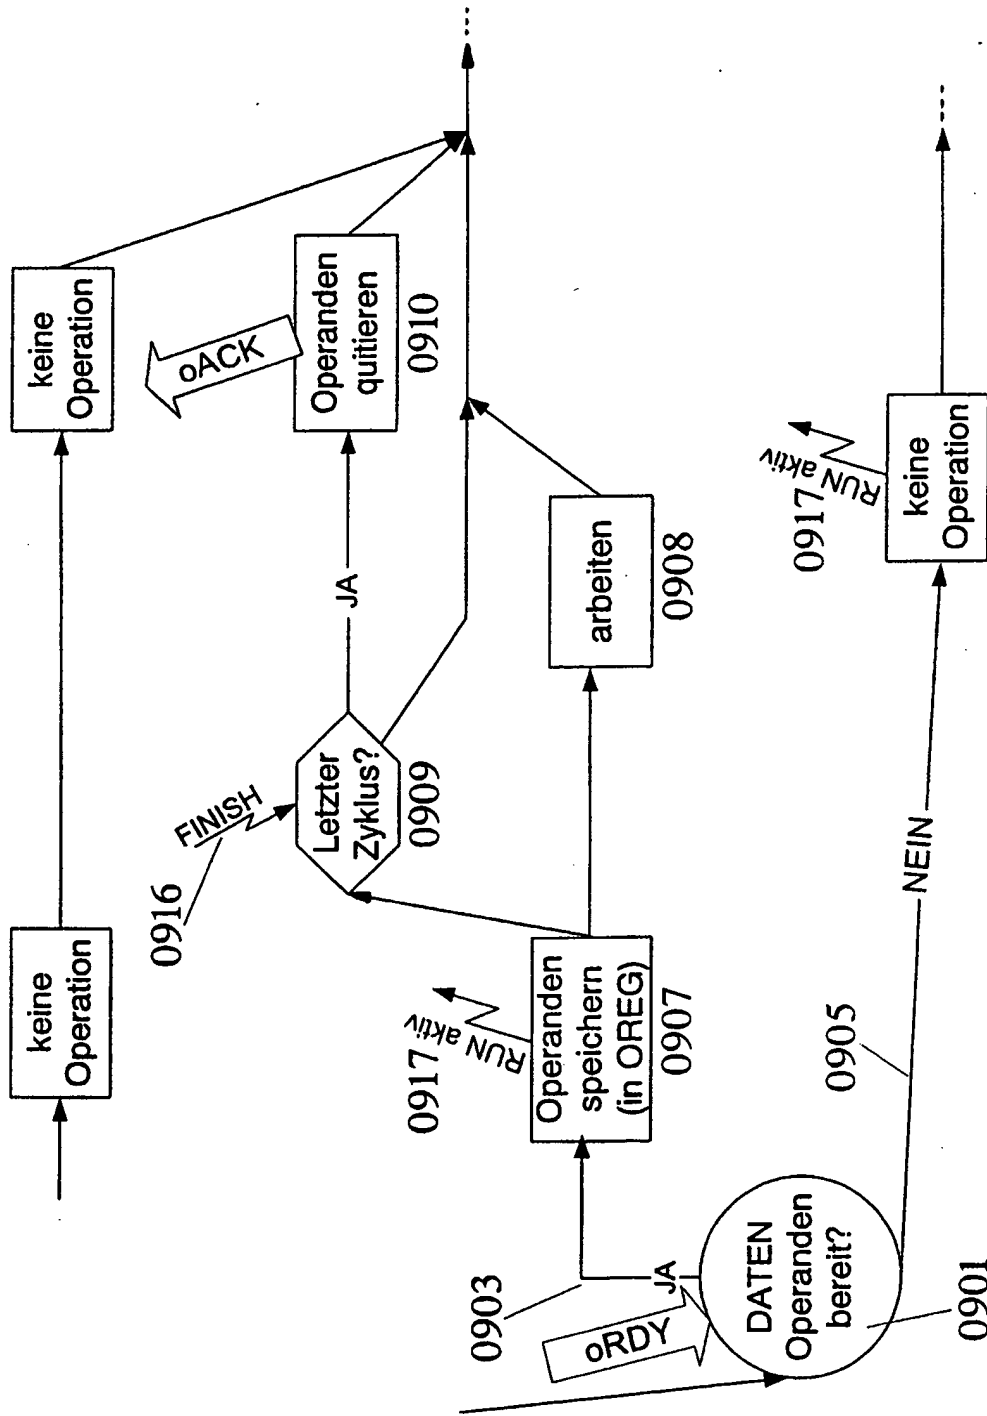 keine
Operation
keine
Operation
0916
FINISH
Letzter
Zyklus?
0909
JA
oACK
Operanden
quitieren
0910
0917
RUN aktiv
Operanden
speichern
(in OREG)
0907
arbeiten
0908
0903
oRDY
JA
DATEN
Operanden
bereit?
0901
0905
NEIN
0917
RUN aktiv
keine
Operation